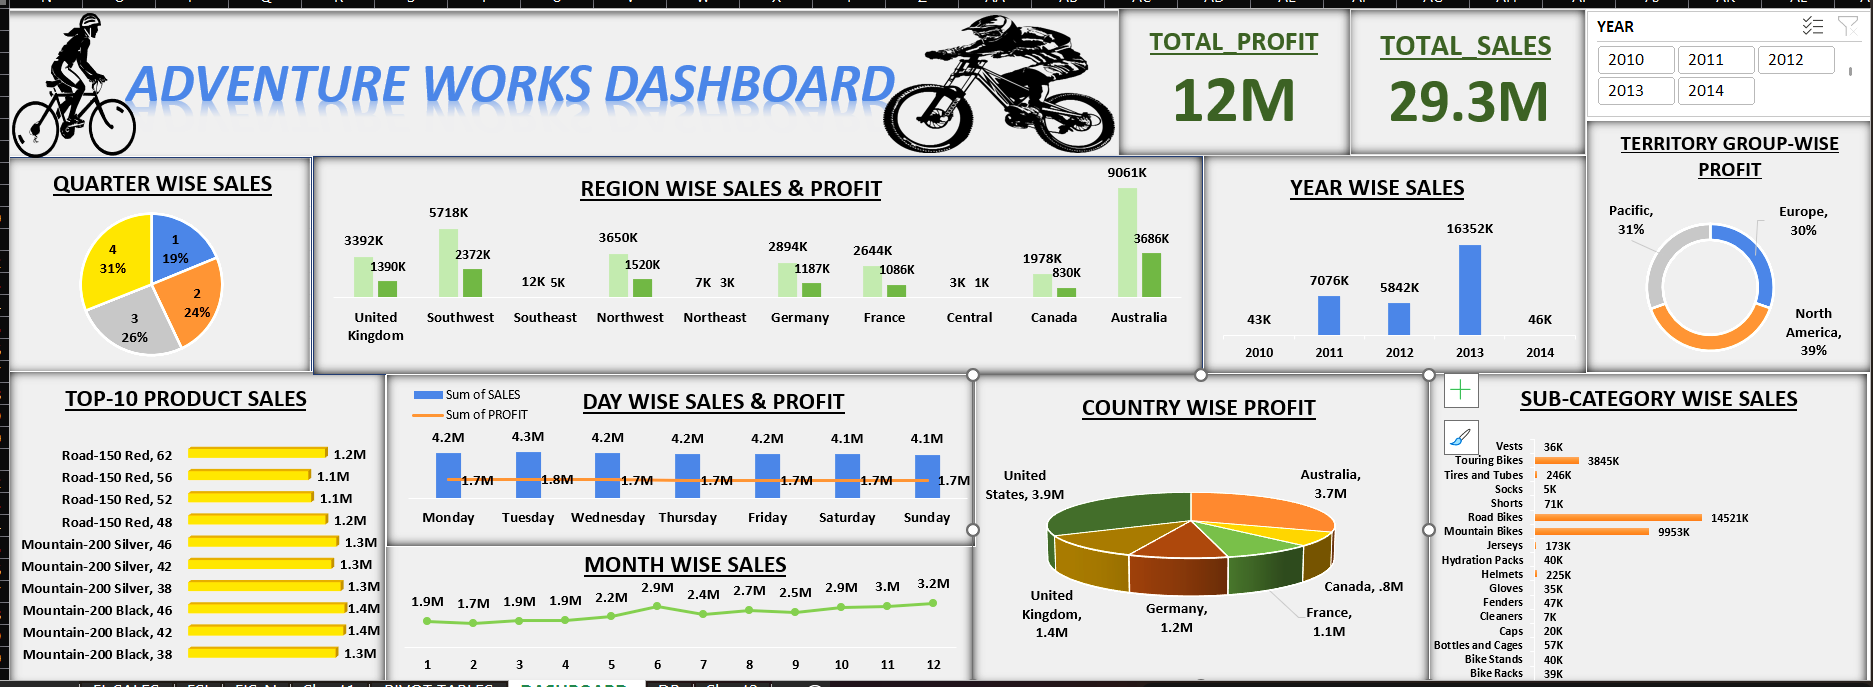 ADVENTURE WORKS DASHBOARD
TOTAL_PROFIT
12M
TOTAL_SALES
29.3M
YEAR
2010 2011 2012
2013 2014
QUARTER WISE SALES
1
19%
2
24%
3
26%
4
31%
REGION WISE SALES & PROFIT
3392K 1390K
5718K 2372K
12K 5K
3650K 1520K
7K 3K
2894K 1187K
2644K 1086K
3K 1K
1978K 830K
9061K 3686K
United Kingdom Southwest Southeast Northwest Northeast Germany France Central Canada Australia
YEAR WISE SALES
43K 7076K 5842K 16352K 46K
2010 2011 2012 2013 2014
TERRITORY GROUP-WISE
PROFIT
Pacific,
31%
Europe,
30%
North
America,
39%
TOP-10 PRODUCT SALES
Road-150 Red, 62 1.2M
Road-150 Red, 56 1.1M
Road-150 Red, 52 1.1M
Road-150 Red, 48 1.2M
Mountain-200 Silver, 46 1.3M
Mountain-200 Silver, 42 1.3M
Mountain-200 Silver, 38 1.3M
Mountain-200 Black, 46 1.4M
Mountain-200 Black, 42 1.4M
Mountain-200 Black, 38 1.3M
Sum of SALES
Sum of PROFIT
DAY WISE SALES & PROFIT
4.2M 4.3M 4.2M 4.2M 4.2M 4.1M 4.1M
1.7M 1.8M 1.7M 1.7M 1.7M 1.7M 1.7M
Monday Tuesday Wednesday Thursday Friday Saturday Sunday
MONTH WISE SALES
1.9M 1.7M 1.9M 1.9M 2.2M 2.9M 2.4M 2.7M 2.5M 2.9M 3.M 3.2M
1 2 3 4 5 6 7 8 9 10 11 12
COUNTRY WISE PROFIT
United
States, 3.9M
Australia,
3.7M
Canada, .8M
France,
1.1M
Germany,
1.2M
United
Kingdom,
1.4M
SUB-CATEGORY WISE SALES
Vests 36K
Touring Bikes 3845K
Tires and Tubes 246K
Socks 5K
Shorts 71K
Road Bikes 14521K
Mountain Bikes 9953K
Jerseys 173K
Hydration Packs 40K
Helmets 225K
Gloves 35K
Fenders 47K
Cleaners 7K
Caps 20K
Bottles and Cages 57K
Bike Stands 40K
Bike Racks 39K
PIVOT TABLES DASHBOARD